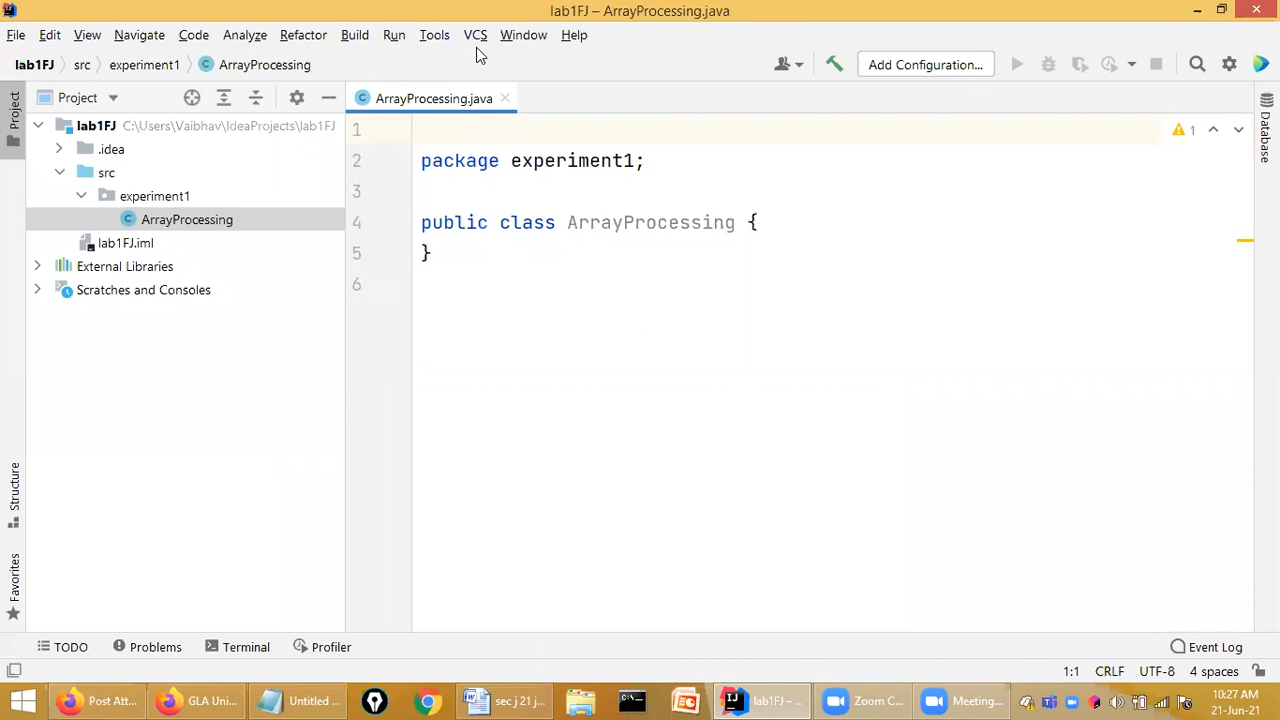 lab1FJ – ArrayProcessing.java
File Edit View Navigate Code Analyze Refactor Build Run Tools VCS Window Help
lab1FJ src experiment1 ArrayProcessing Add Configuration...
Project ArrayProcessing.java
Project
Database
lab1FJ C:\Users\Vaibhav\IdeaProjects\lab1FJ
.idea
src
experiment1
ArrayProcessing
lab1FJ.iml
External Libraries
Scratches and Consoles
1
2 package experiment1;
3
4 public class ArrayProcessing {
5 }
6
1
Structure
Favorites
TODO Problems Terminal Profiler Event Log
1:1 CRLF UTF-8 4 spaces
Post Att... GLA Uni... Untitled ... sec j 21 j... lab1FJ – ... Zoom C... Meeting... 10:27 AM
21-Jun-21